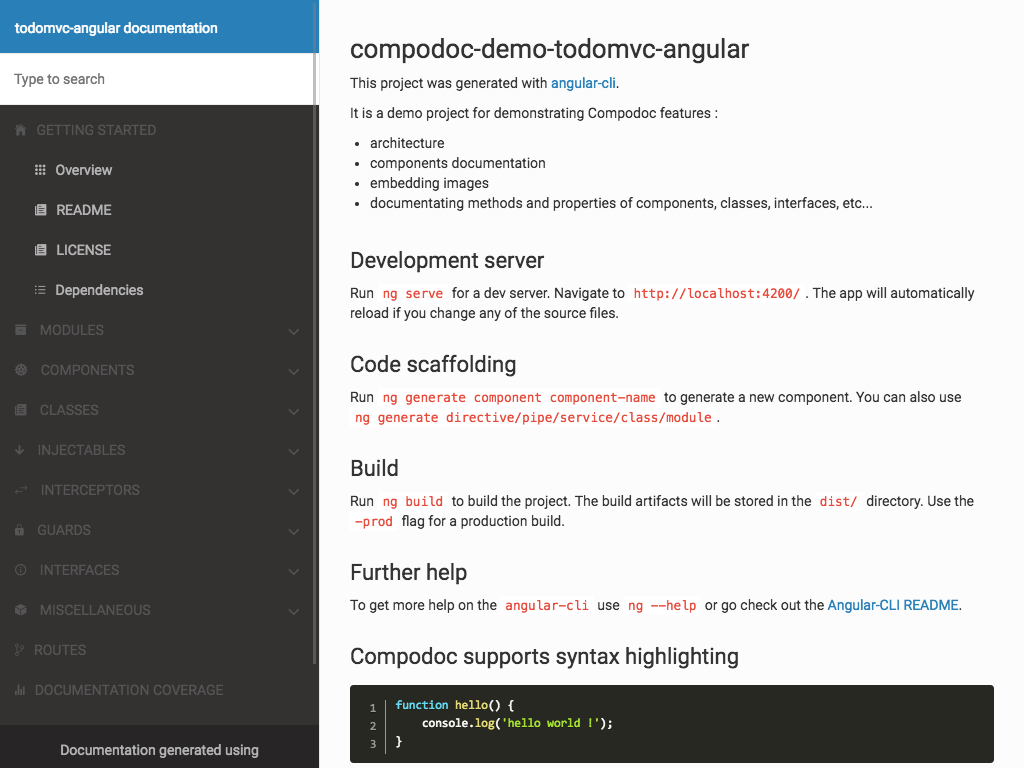 todomvc-angular documentation
Type to search
GETTING STARTED
Overview
README
LICENSE
Dependencies
MODULES
COMPONENTS
CLASSES
INJECTABLES
INTERCEPTORS
GUARDS
INTERFACES
MISCELLANEOUS
ROUTES
DOCUMENTATION COVERAGE
Documentation generated using
compodoc-demo-todomvc-angular
This project was generated with angular-cli.
It is a demo project for demonstrating Compodoc features :
• architecture
• components documentation
• embedding images
• documentating methods and properties of components, classes, interfaces, etc...
Development server
Run ng serve for a dev server. Navigate to http://localhost:4200/ . The app will automatically
reload if you change any of the source files.
Code scaffolding
Run ng generate component component-name to generate a new component. You can also use
ng generate directive/pipe/service/class/module .
Build
Run ng build to build the project. The build artifacts will be stored in the dist/ directory. Use the
-prod flag for a production build.
Further help
To get more help on the angular-cli use ng --help or go check out the Angular-CLI README.
Compodoc supports syntax highlighting
1 function hello() {
2 console.log('hello world !');
3 }